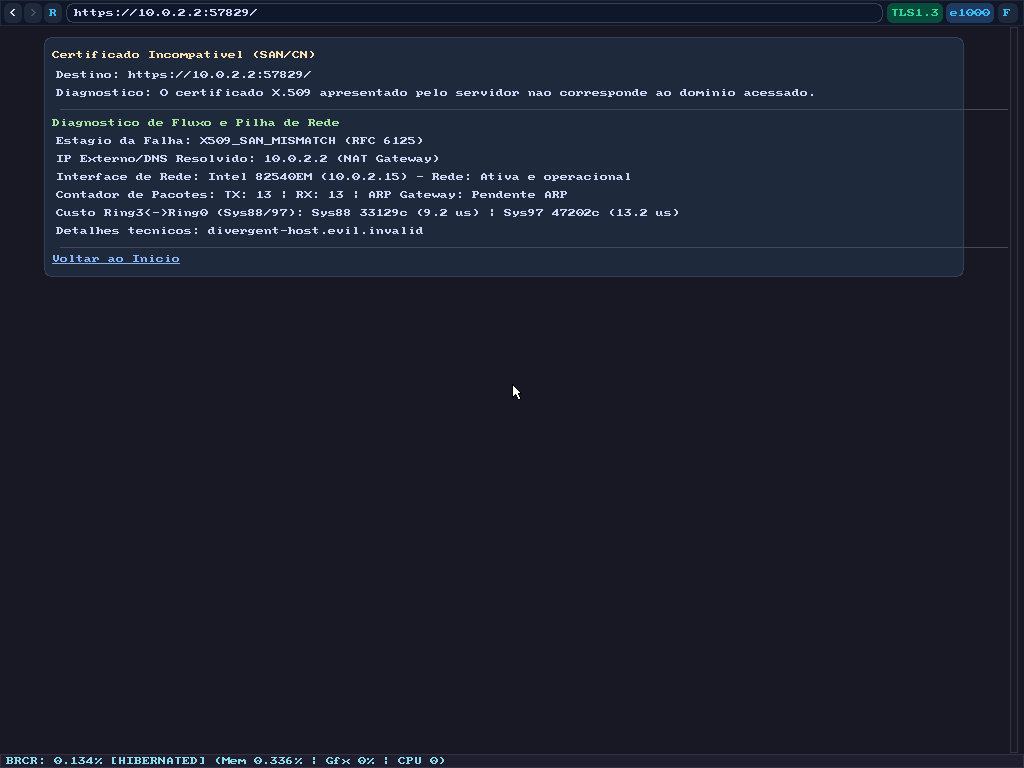 < > R https://10.0.2.2:57829/ TLS1.3 e1000 F
Certificado Incompativel (SAN/CN)
Destino: https://10.0.2.2:57829/
Diagnostico: O certificado X.509 apresentado pelo servidor nao corresponde ao dominio acessado.
Diagnostico de Fluxo e Pilha de Rede
Estagio da Falha: X509_SAN_MISMATCH (RFC 6125)
IP Externo/DNS Resolvido: 10.0.2.2 (NAT Gateway)
Interface de Rede: Intel 82540EM (10.0.2.15) - Rede: Ativa e operacional
Contador de Pacotes: TX: 13 | RX: 13 | ARP Gateway: Pendente ARP
Custo Ring3<->Ring0 (Sys88/97): Sys88 33129c (9.2 us) | Sys97 47202c (13.2 us)
Detalhes tecnicos: divergent-host.evil.invalid
Voltar ao Inicio
BRCR: 0.134% [HIBERNATED] (Mem 0.336% | Gfx 0% | CPU 0)